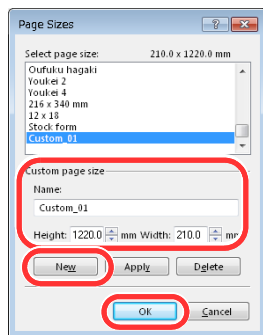 Page Sizes
Select page size: 210.0 x 1220.0 mm
Oufuku hagaki
Youkei 2
Youkei 4
216 x 340 mm
12 x 18
Stock form
Custom_01
Custom page size
Name:
Custom_01
Height: 1220.0 mm Width: 210.0 mm
New Apply Delete
OK Cancel